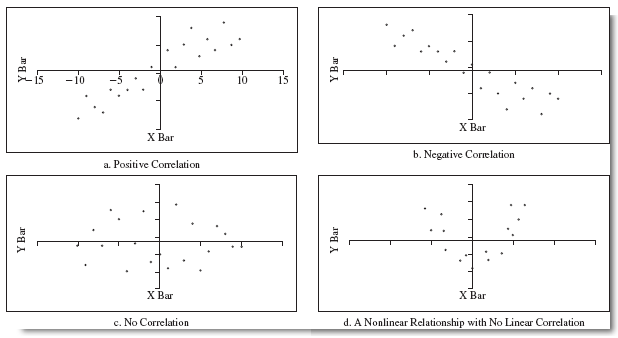 Y Bar
−15 −10 −5 0 5 10 15
X Bar
a. Positive Correlation
Y Bar
X Bar
b. Negative Correlation
Y Bar
X Bar
c. No Correlation
Y Bar
X Bar
d. A Nonlinear Relationship with No Linear Correlation